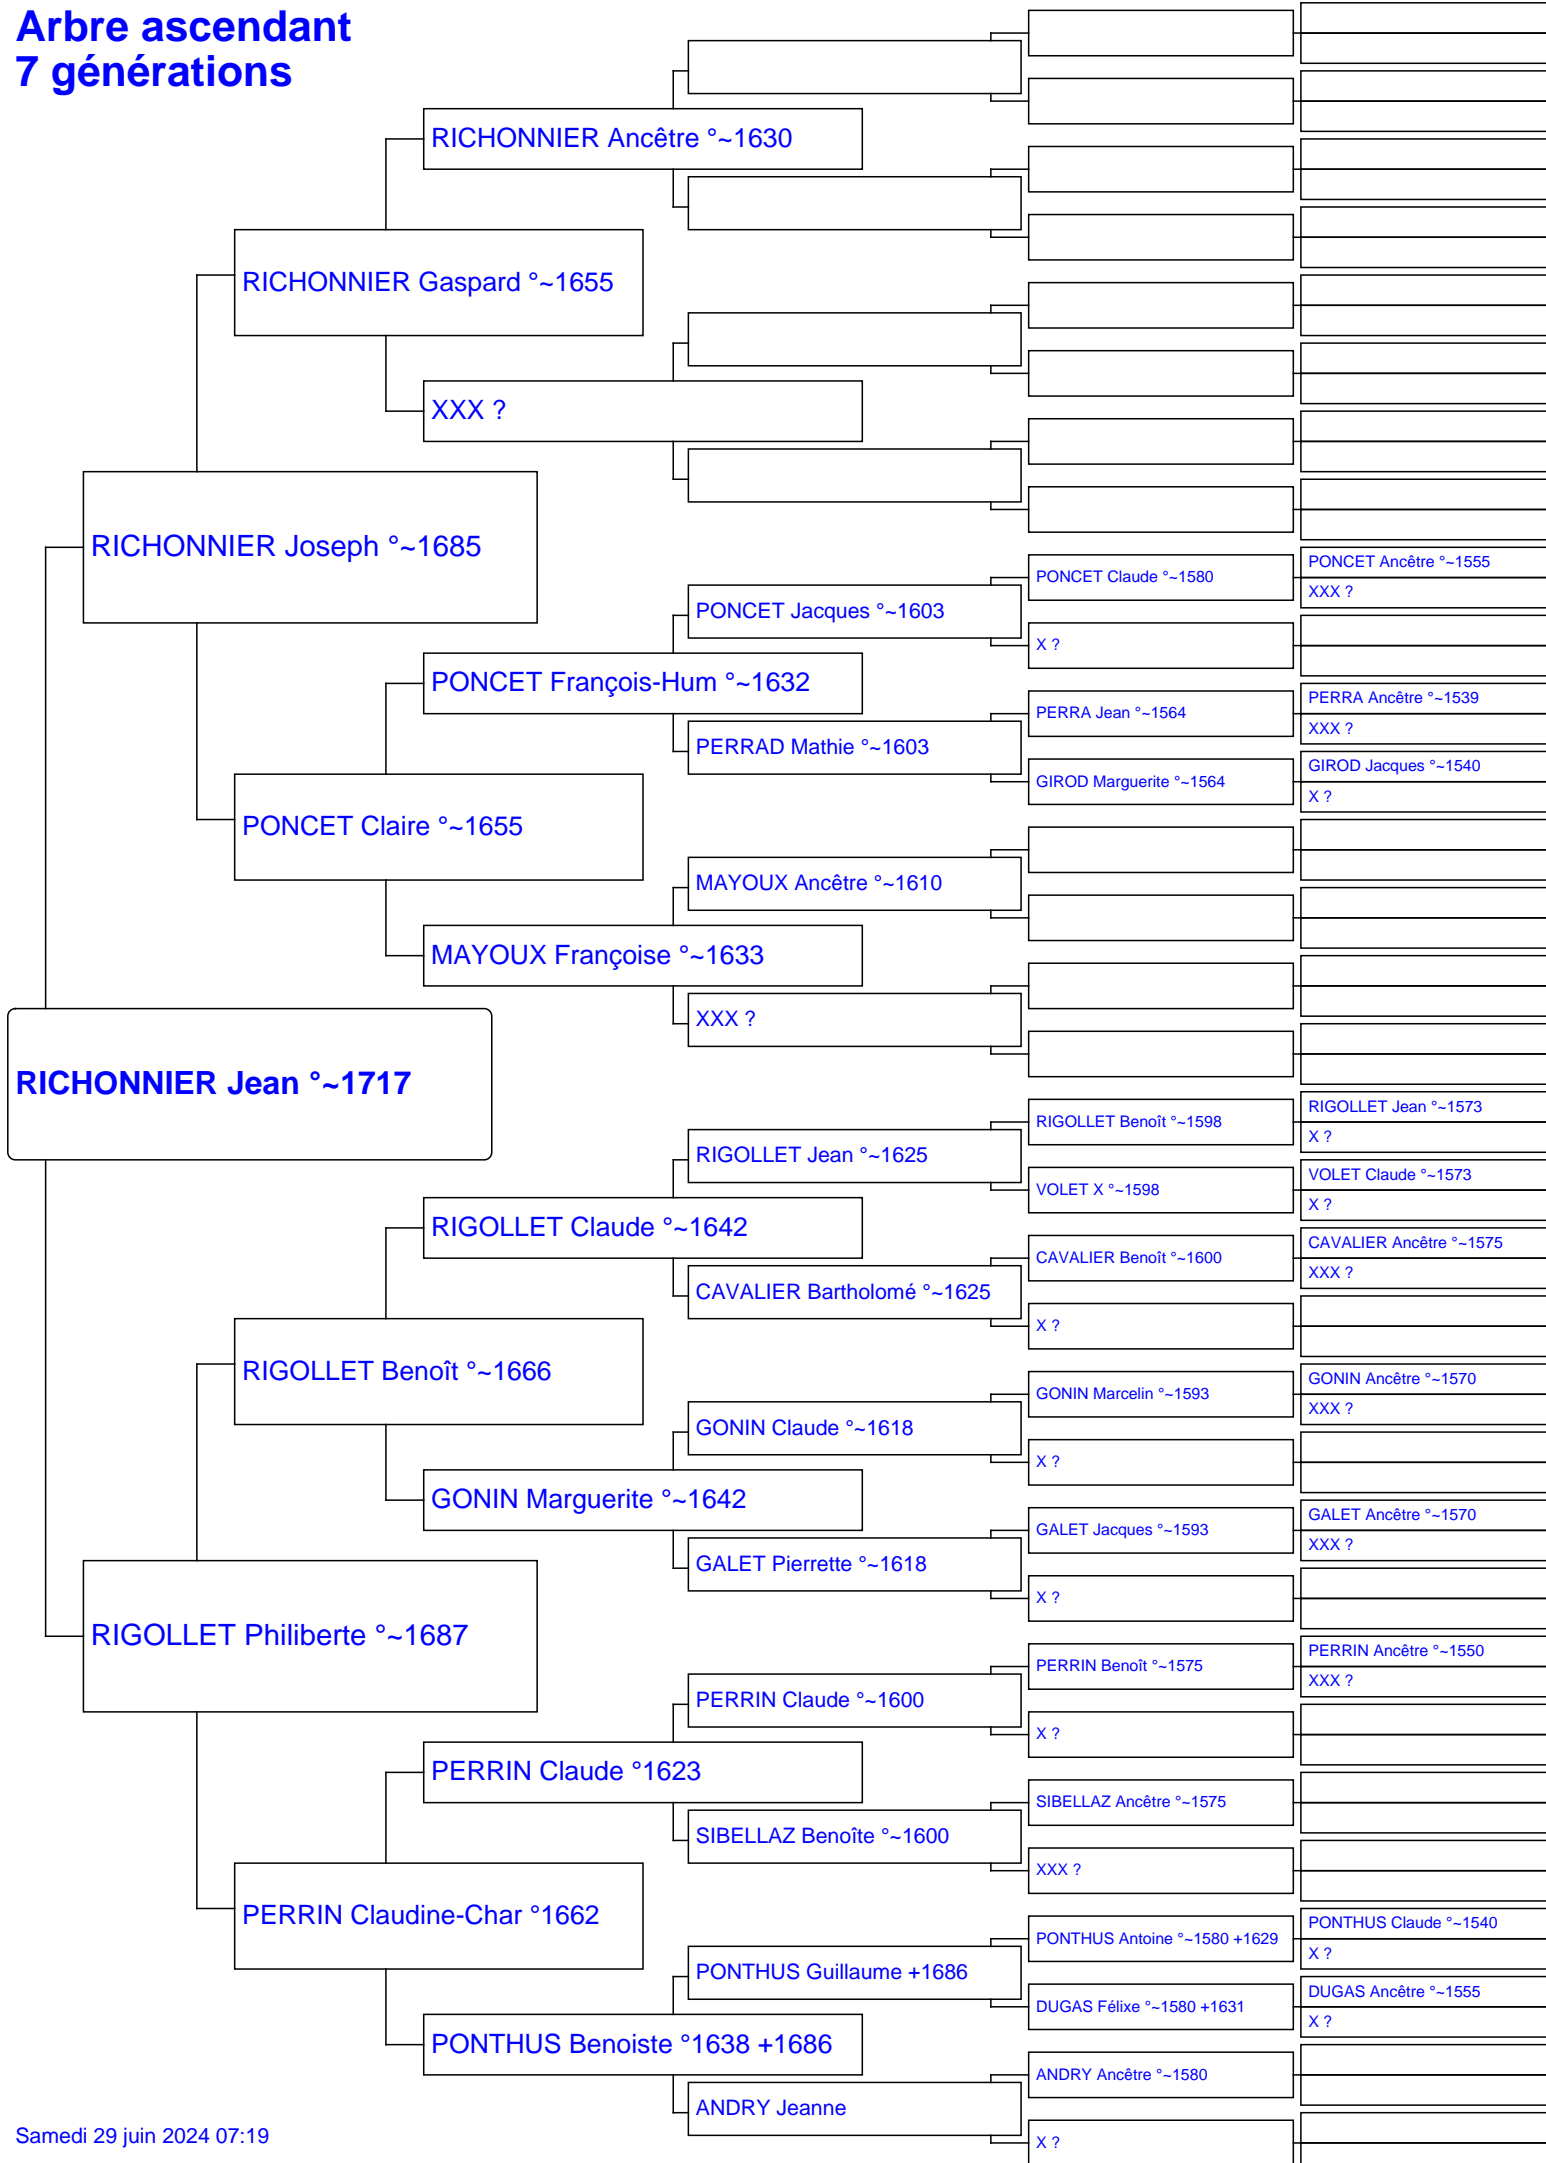 Arbre ascendant
7 générations
RICHONNIER Ancêtre °~1630
RICHONNIER Gaspard °~1655
XXX ?
RICHONNIER Joseph °~1685
PONCET Ancêtre °~1555
PONCET Claude °~1580
XXX ?
PONCET Jacques °~1603
X ?
PONCET François-Hum °~1632
PERRA Ancêtre °~1539
PERRA Jean °~1564
XXX ?
PERRAD Mathie °~1603
GIROD Jacques °~1540
GIROD Marguerite °~1564
X ?
PONCET Claire °~1655
MAYOUX Ancêtre °~1610
MAYOUX Françoise °~1633
XXX ?
RICHONNIER Jean °~1717
RIGOLLET Jean °~1573
RIGOLLET Benoît °~1598
X ?
RIGOLLET Jean °~1625
VOLET Claude °~1573
VOLET X °~1598
X ?
RIGOLLET Claude °~1642
CAVALIER Ancêtre °~1575
CAVALIER Benoît °~1600
XXX ?
CAVALIER Bartholomé °~1625
X ?
RIGOLLET Benoît °~1666
GONIN Ancêtre °~1570
GONIN Marcelin °~1593
XXX ?
GONIN Claude °~1618
X ?
GONIN Marguerite °~1642
GALET Ancêtre °~1570
GALET Jacques °~1593
XXX ?
GALET Pierrette °~1618
X ?
RIGOLLET Philiberte °~1687
PERRIN Ancêtre °~1550
PERRIN Benoît °~1575
XXX ?
PERRIN Claude °~1600
X ?
PERRIN Claude °1623
SIBELLAZ Ancêtre °~1575
SIBELLAZ Benoîte °~1600
XXX ?
PERRIN Claudine-Char °1662
PONTHUS Claude °~1540
PONTHUS Antoine °~1580 +1629
X ?
PONTHUS Guillaume +1686
DUGAS Ancêtre °~1555
DUGAS Félixe °~1580 +1631
X ?
PONTHUS Benoiste °1638 +1686
ANDRY Ancêtre °~1580
ANDRY Jeanne
X ?
Samedi 29 juin 2024 07:19